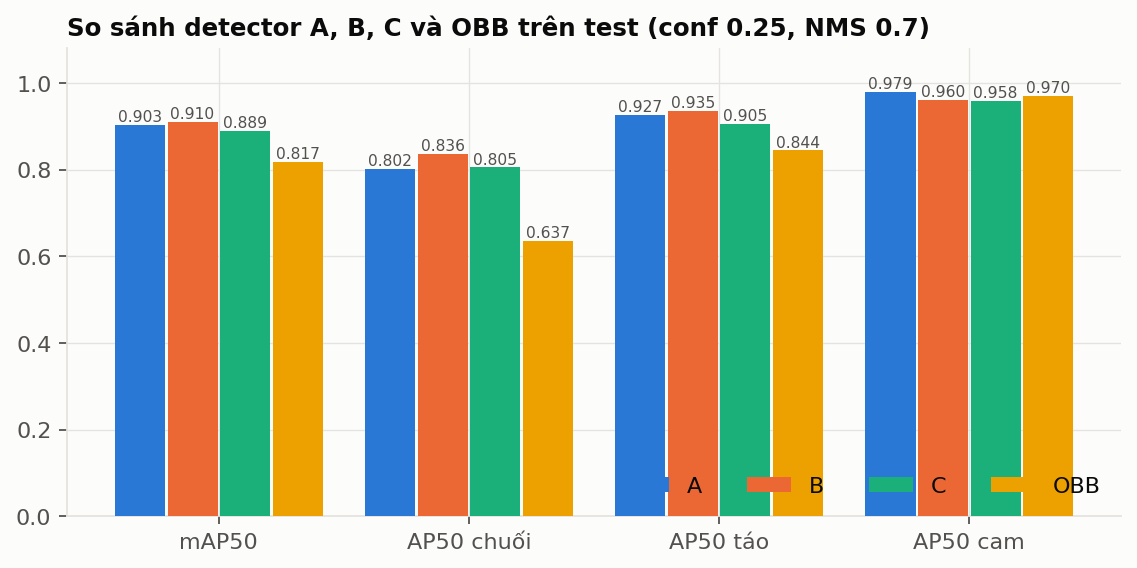 So sánh detector A, B, C và OBB trên test (conf 0.25, NMS 0.7)
1.0
0.8
0.6
0.4
0.2
0.0
0.903 0.910 0.889 0.817
0.802 0.836 0.805 0.637
0.927 0.935 0.905 0.844
0.979 0.960 0.958 0.970
A B C OBB
mAP50 AP50 chuối AP50 táo AP50 cam